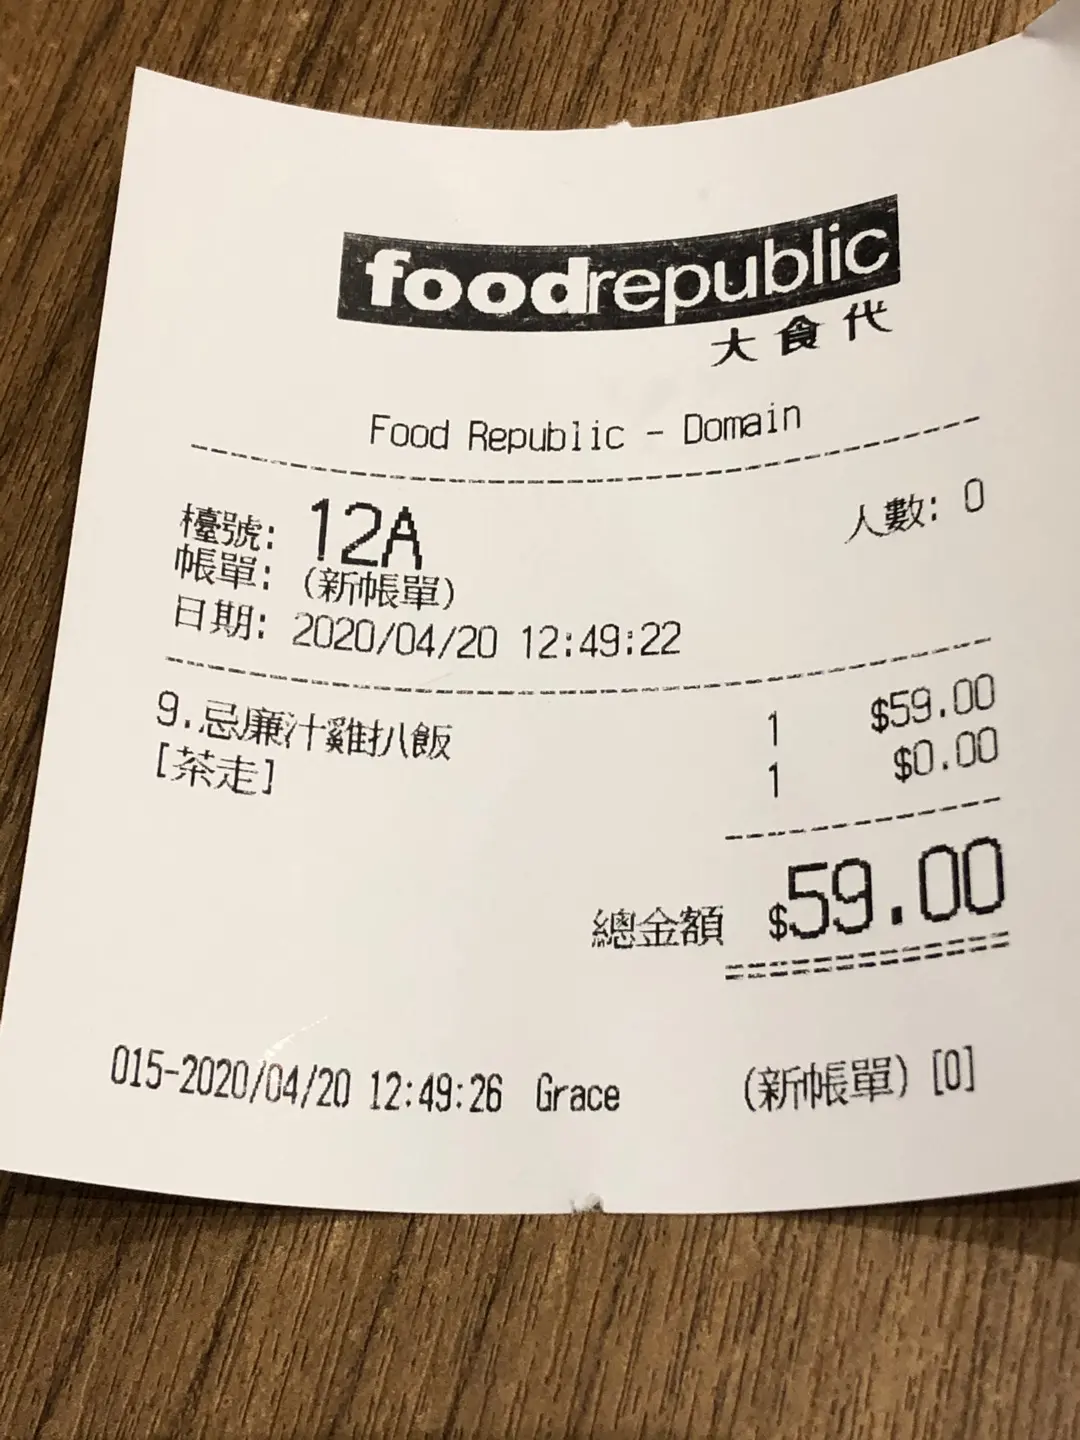 foodrepublic
大食代
Food Republic - Domain
檯號: 12A 人數: 0
帳單: (新帳單)
日期: 2020/04/20 12:49:22
9.忌廉汁雞扒飯 1 $59.00
[茶走] 1 $0.00
總金額 $59.00
015-2020/04/20 12:49:26 Grace (新帳單) [0]